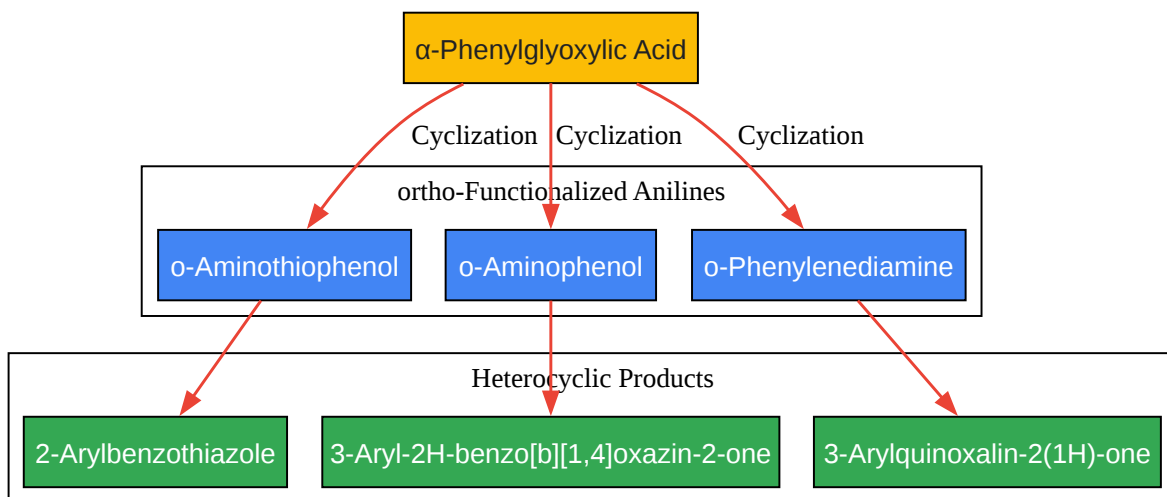 α-Phenylglyoxylic Acid
Cyclization
Cyclization
Cyclization
ortho-Functionalized Anilines
o-Aminothiophenol
o-Aminophenol
o-Phenylenediamine
Heterocyclic Products
2-Arylbenzothiazole
3-Aryl-2H-benzo[b][1,4]oxazin-2-one
3-Arylquinoxalin-2(1H)-one